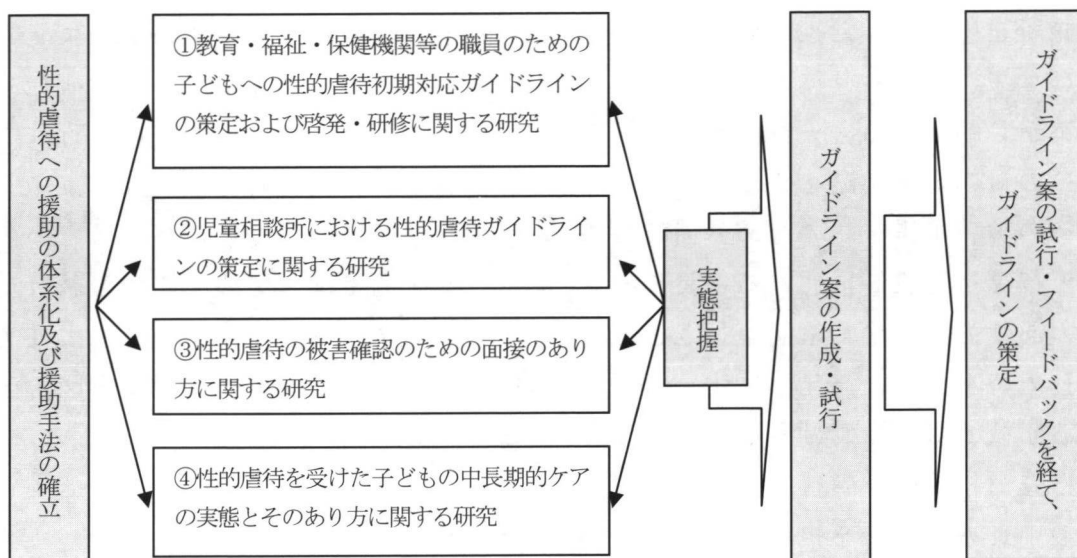 性的虐待への援助の体系化及び援助手法の確立
①教育・福祉・保健機関等の職員のための
子どもへの性的虐待初期対応ガイドライン
の策定および啓発・研修に関する研究
②児童相談所における性的虐待ガイドライ
ンの策定に関する研究
③性的虐待の被害確認のための面接のあり
方に関する研究
④性的虐待を受けた子どもの中長期的ケア
の実態とそのあり方に関する研究
実態把握
ガイドライン案の作成・試行
ガイドライン案の試行・フィードバックを経て、
ガイドラインの策定